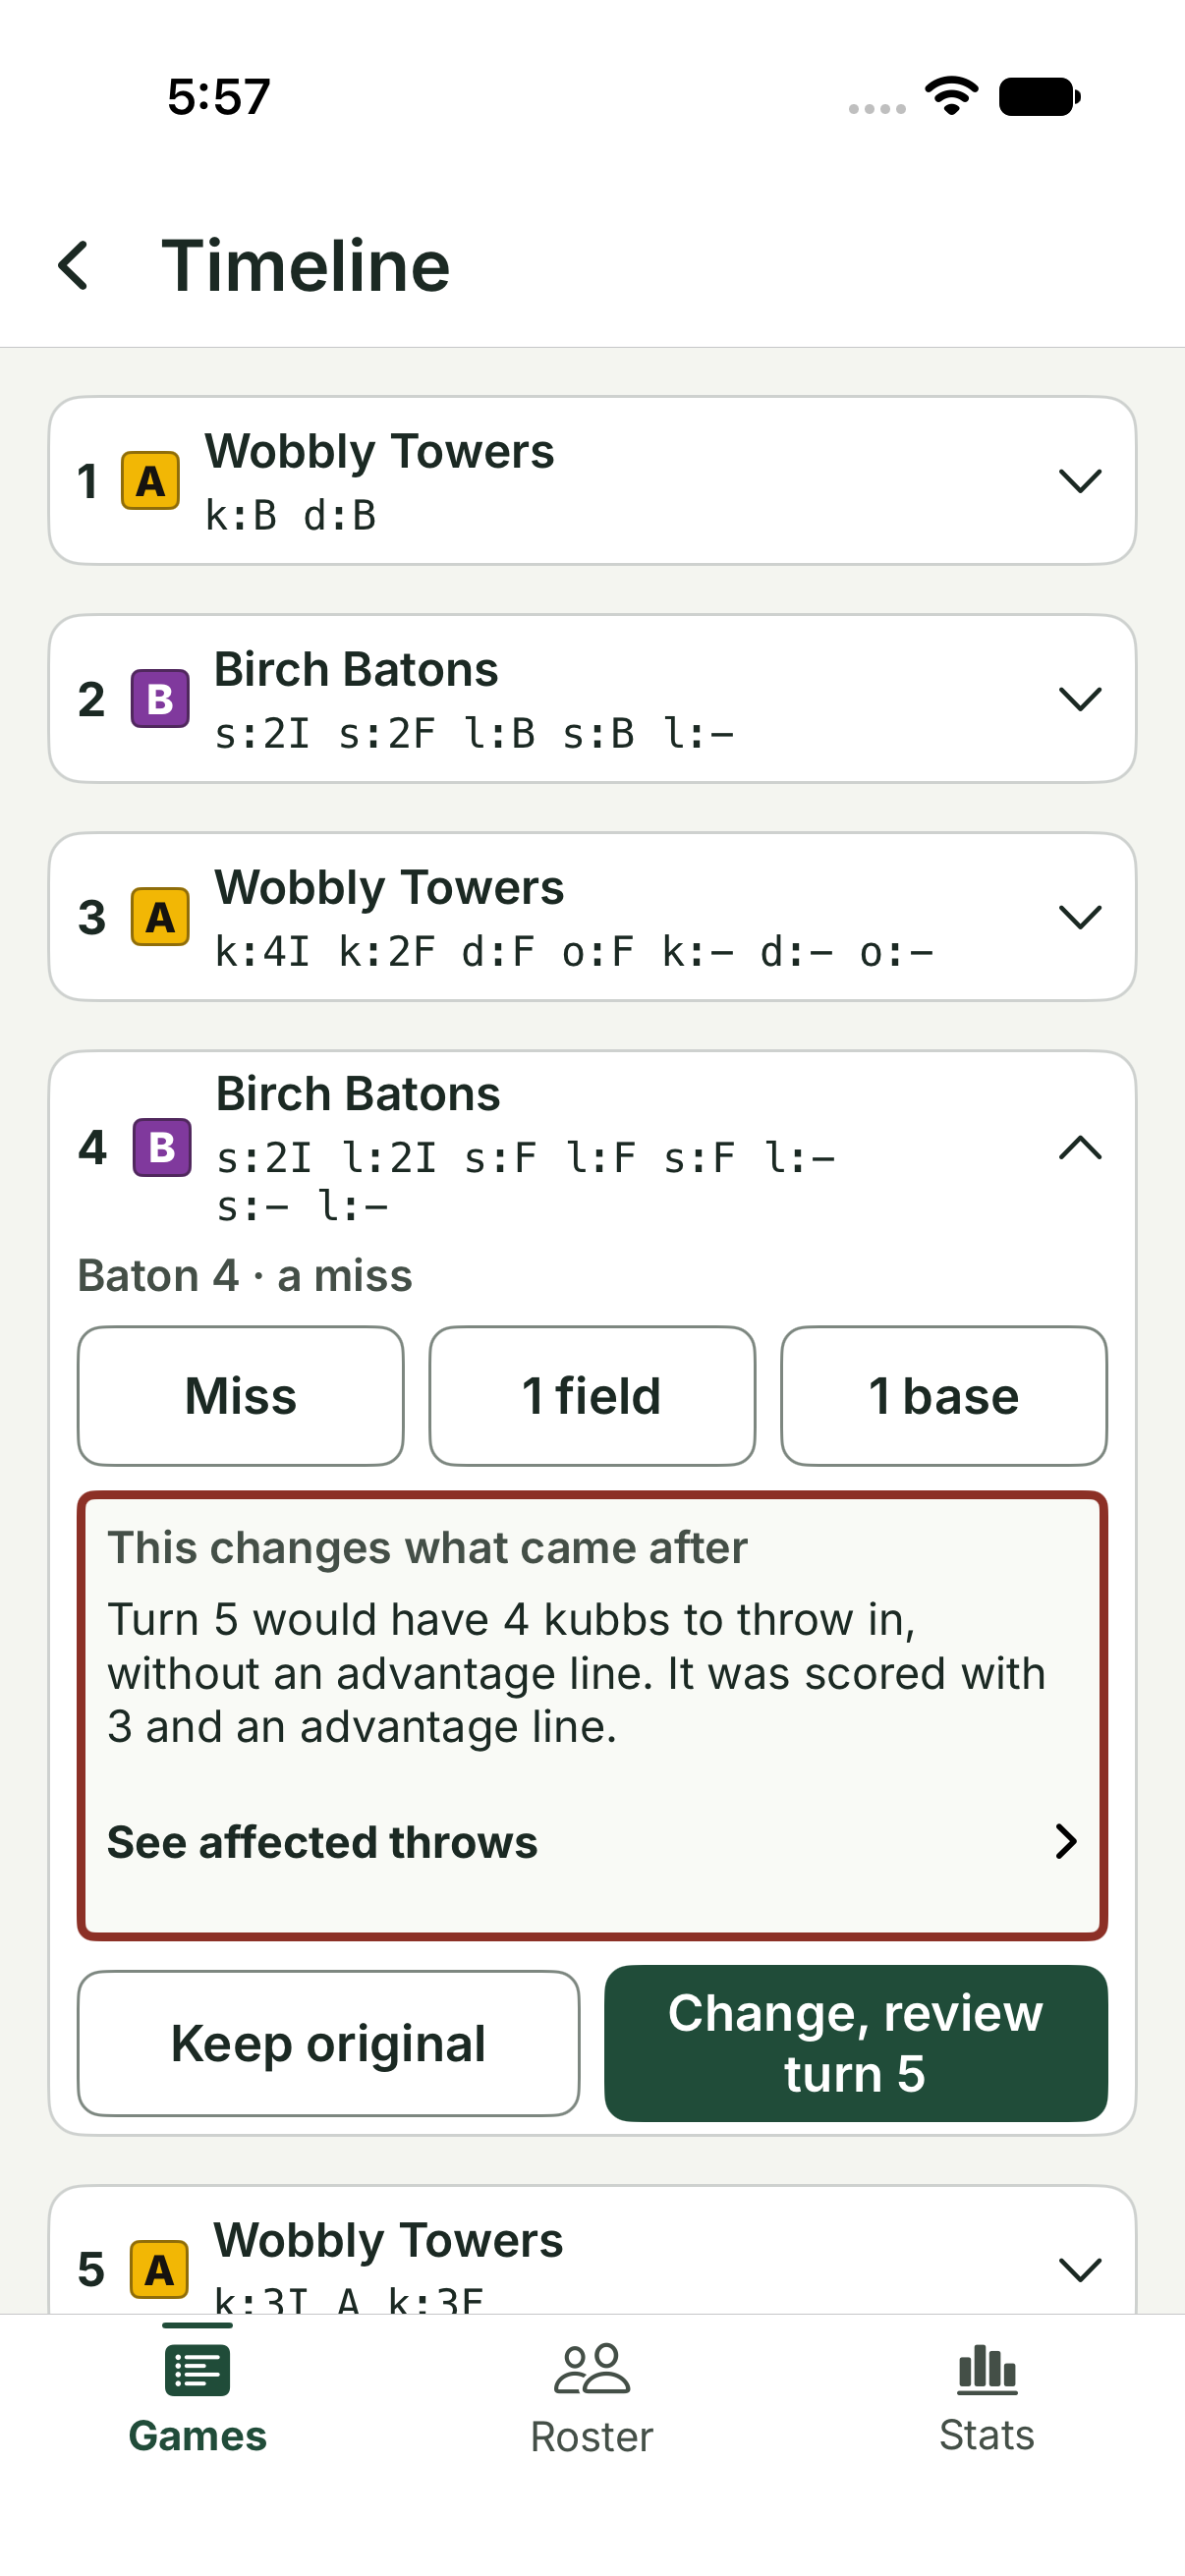 5:57
Timeline
1 A Wobbly Towers
k:B d:B
2 B Birch Batons
s:2I s:2F l:B s:B l:–
3 A Wobbly Towers
k:4I k:2F d:F o:F k:– d:– o:–
4 B Birch Batons
s:2I l:2I s:F l:F s:F l:–
s:– l:–
Baton 4 · a miss
Miss
1 field
1 base
This changes what came after
Turn 5 would have 4 kubbs to throw in,
without an advantage line. It was scored with
3 and an advantage line.
See affected throws
Keep original
Change, review
turn 5
5 A Wobbly Towers
k:3I A k:3F
Games
Roster
Stats